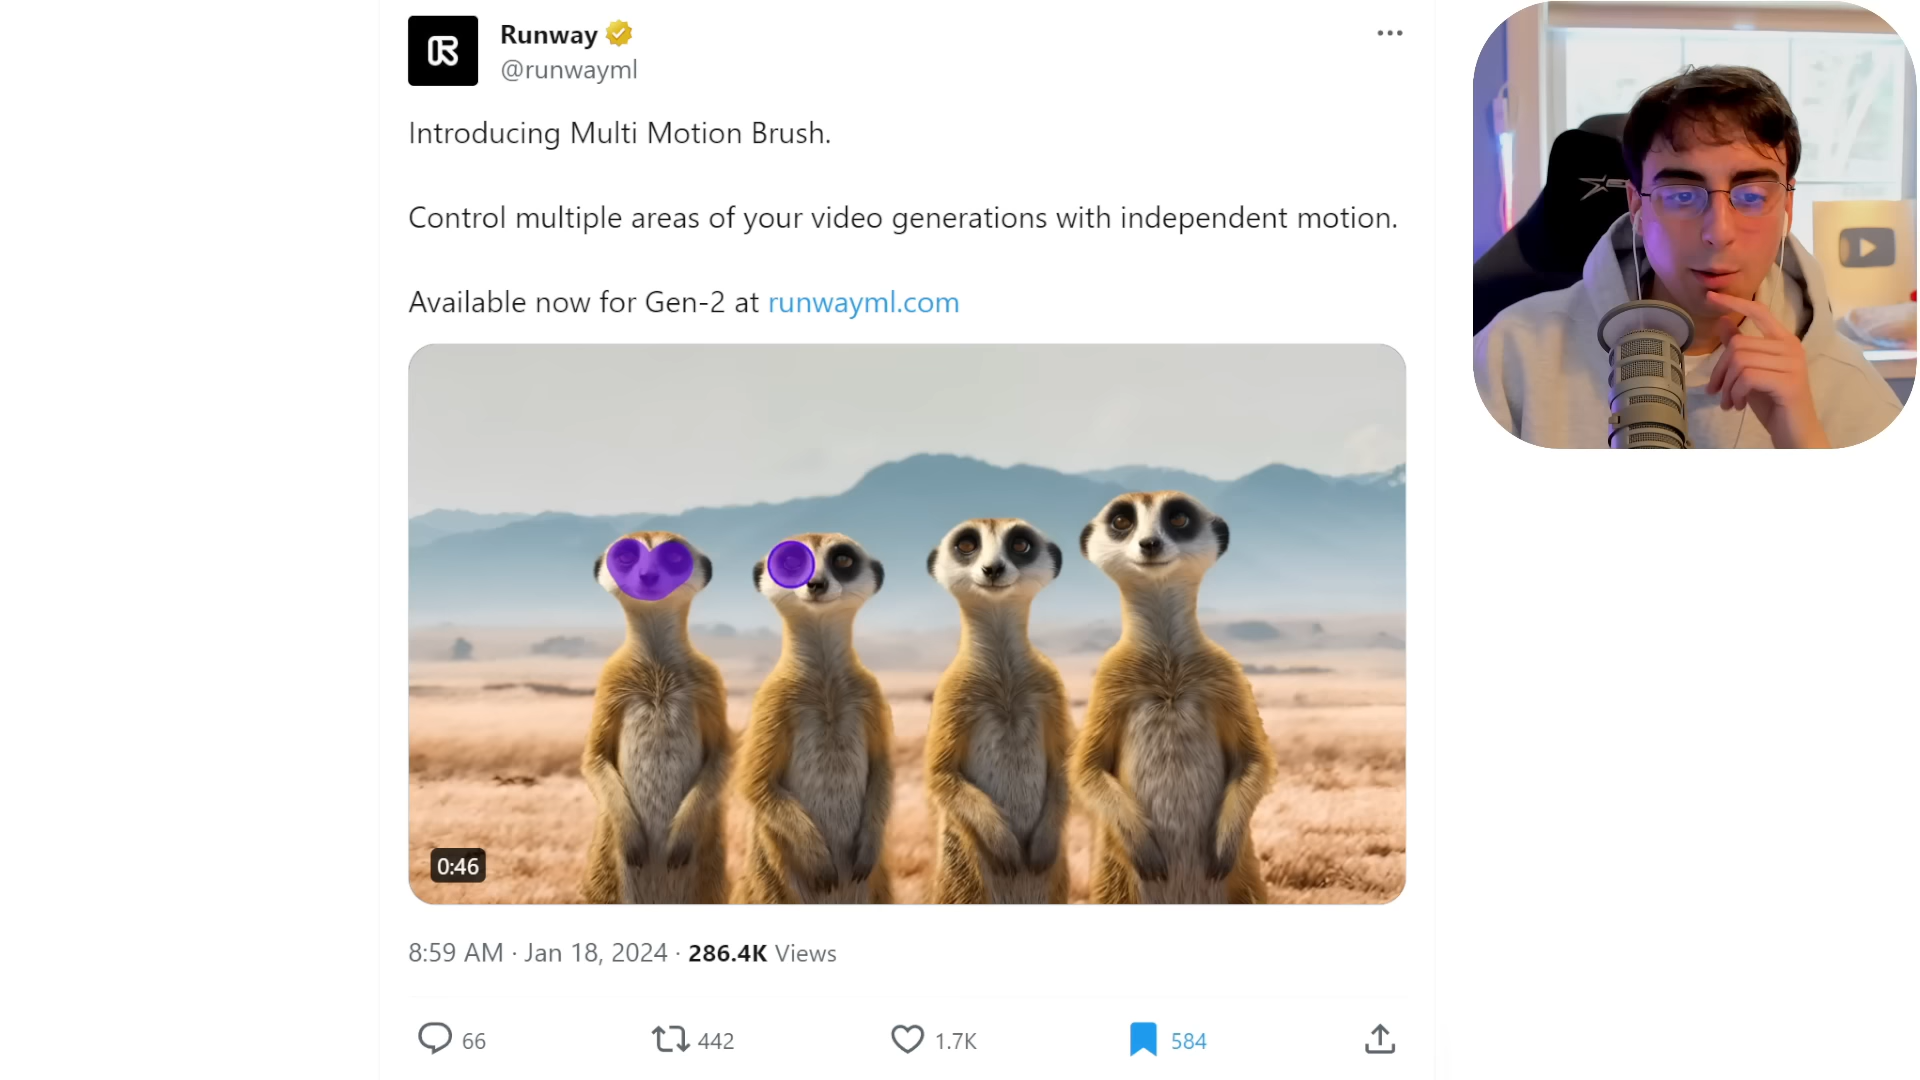 Runway
@runwayml
Introducing Multi Motion Brush.
Control multiple areas of your video generations with independent motion.
Available now for Gen-2 at runwayml.com
0:46
8:59 AM · Jan 18, 2024 · 286.4K Views
66 442 1.7K 584